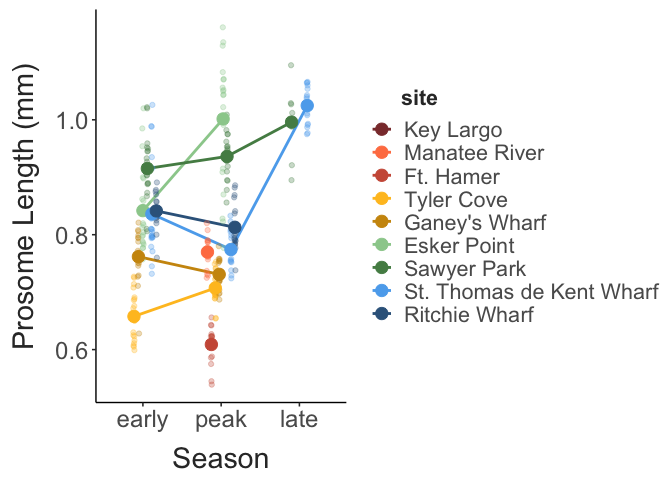 Prosome Length (mm)
1.0
0.8
0.6
early peak late
Season
site
Key Largo
Manatee River
Ft. Hamer
Tyler Cove
Ganey's Wharf
Esker Point
Sawyer Park
St. Thomas de Kent Wharf
Ritchie Wharf